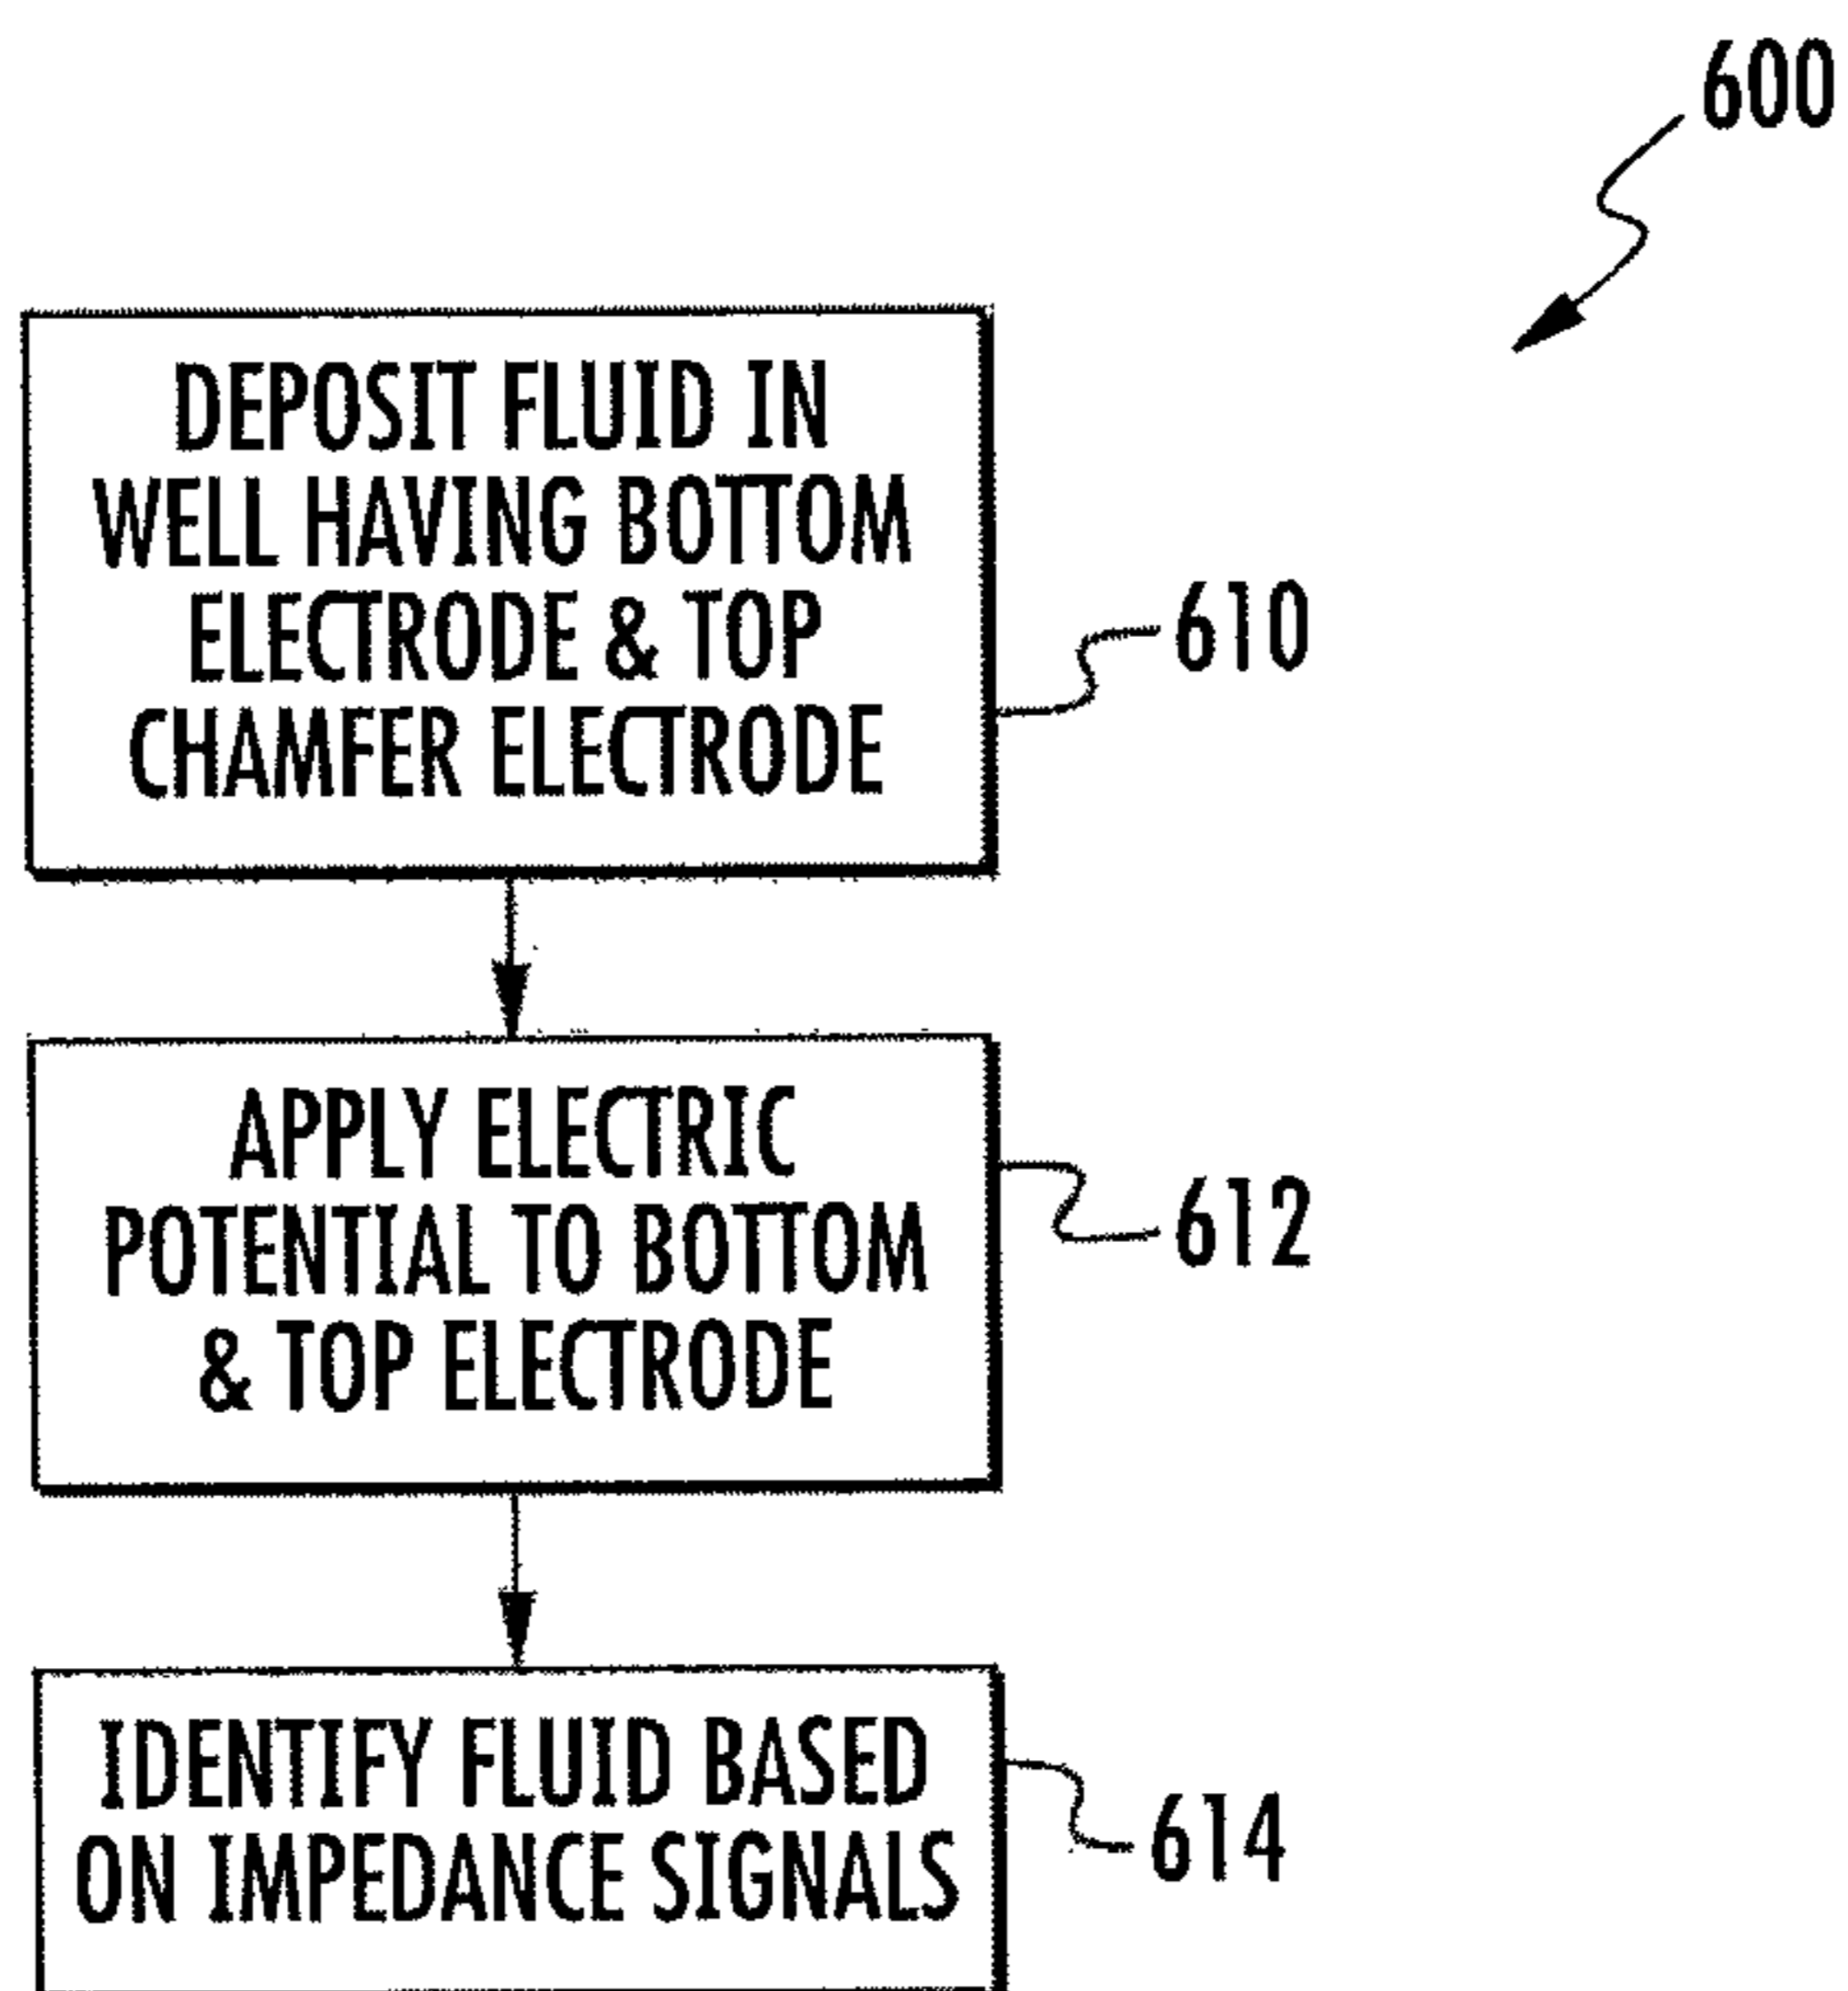 600
DEPOSIT FLUID IN
WELL HAVING BOTTOM
ELECTRODE & TOP
CHAMFER ELECTRODE
610
APPLY ELECTRIC
POTENTIAL TO BOTTOM
& TOP ELECTRODE
612
IDENTIFY FLUID BASED
ON IMPEDANCE SIGNALS
614